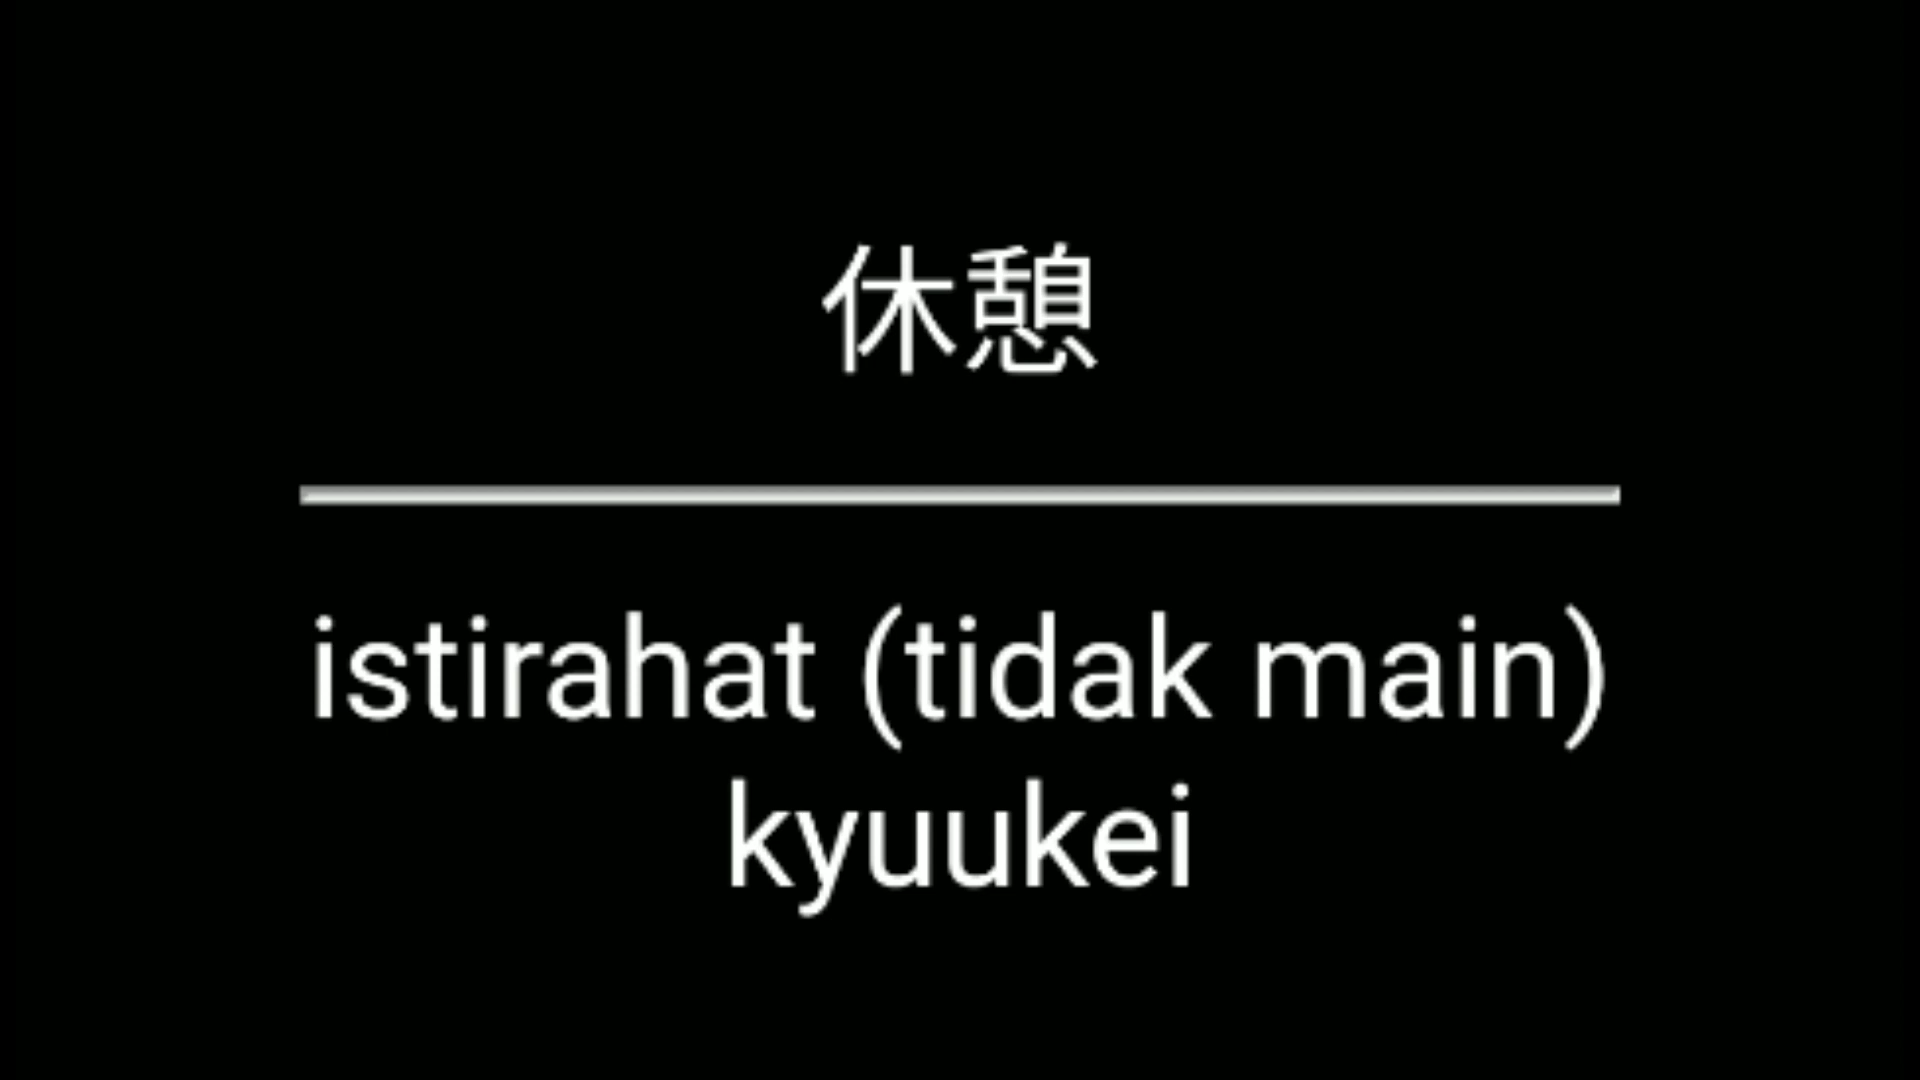 休憩
istirahat (tidak main)
kyuukei